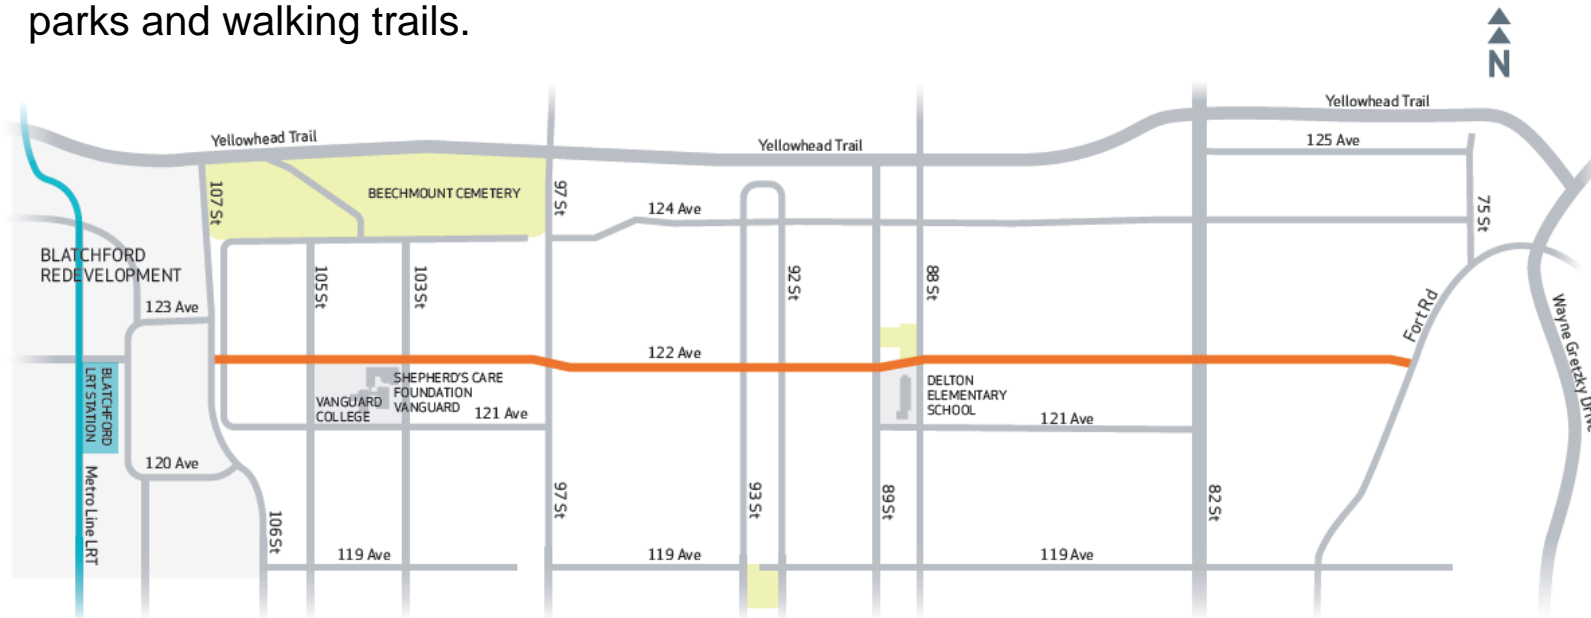 parks and walking trails.
N
Yellowhead Trail
Yellowhead Trail
Yellowhead Trail
125 Ave
107 St
BEECHMOUNT CEMETERY
97 St
124 Ave
75 St
BLATCHFORD
REDEVELOPMENT
105 St
103 St
92 St
88 St
123 Ave
Fort Rd
Wayne Gretzky Drive
122 Ave
BLATCHFORD
LRT STATION
SHEPHERD'S CARE
FOUNDATION
VANGUARD
VANGUARD
COLLEGE
121 Ave
DELTON
ELEMENTARY
SCHOOL
121 Ave
120 Ave
Metro Line LRT
106 St
97 St
93 St
89 St
82 St
119 Ave
119 Ave
119 Ave